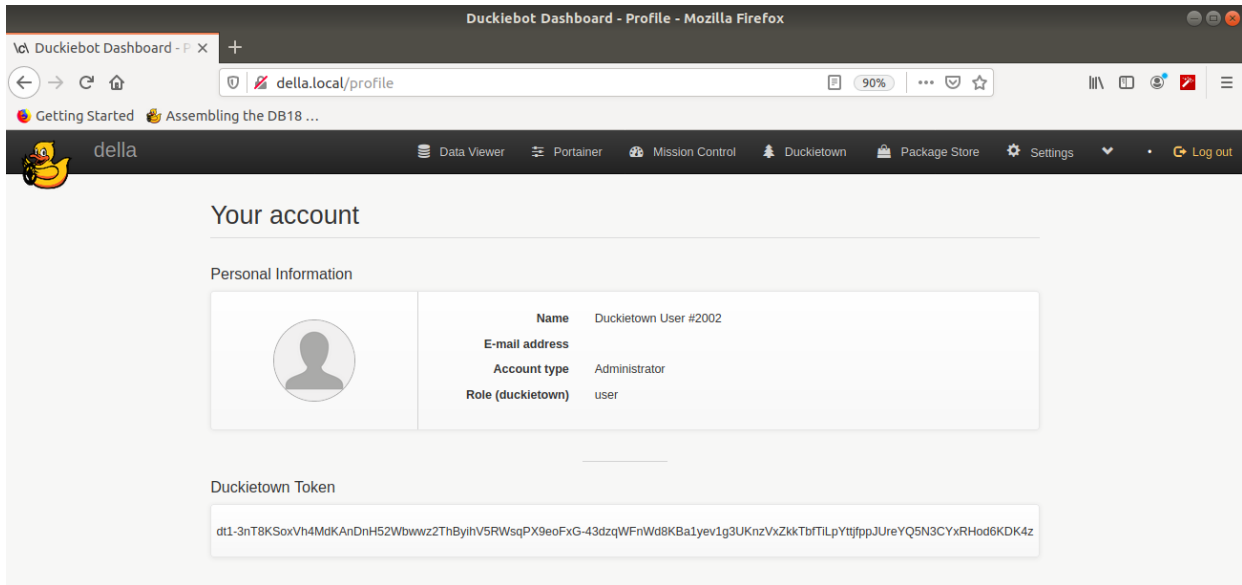 Duckiebot Dashboard - Profile - Mozilla Firefox
\c\ Duckiebot Dashboard - P
della.local/profile
90%
Getting Started Assembling the DB18 ...
della Data Viewer Portainer Mission Control Duckietown Package Store Settings • Log out
Your account
Personal Information
Name Duckietown User #2002
E-mail address
Account type Administrator
Role (duckietown) user
Duckietown Token
dt1-3nT8KSoxVh4MdKAnDnH52Wbwwz2ThByihV5RWsqPX9eoFxG-43dzqWFnWd8KBa1yev1g3UKnzVxZkkTbfTiLpYttjfppJUreYQ5N3CYxRHod6KDK4z